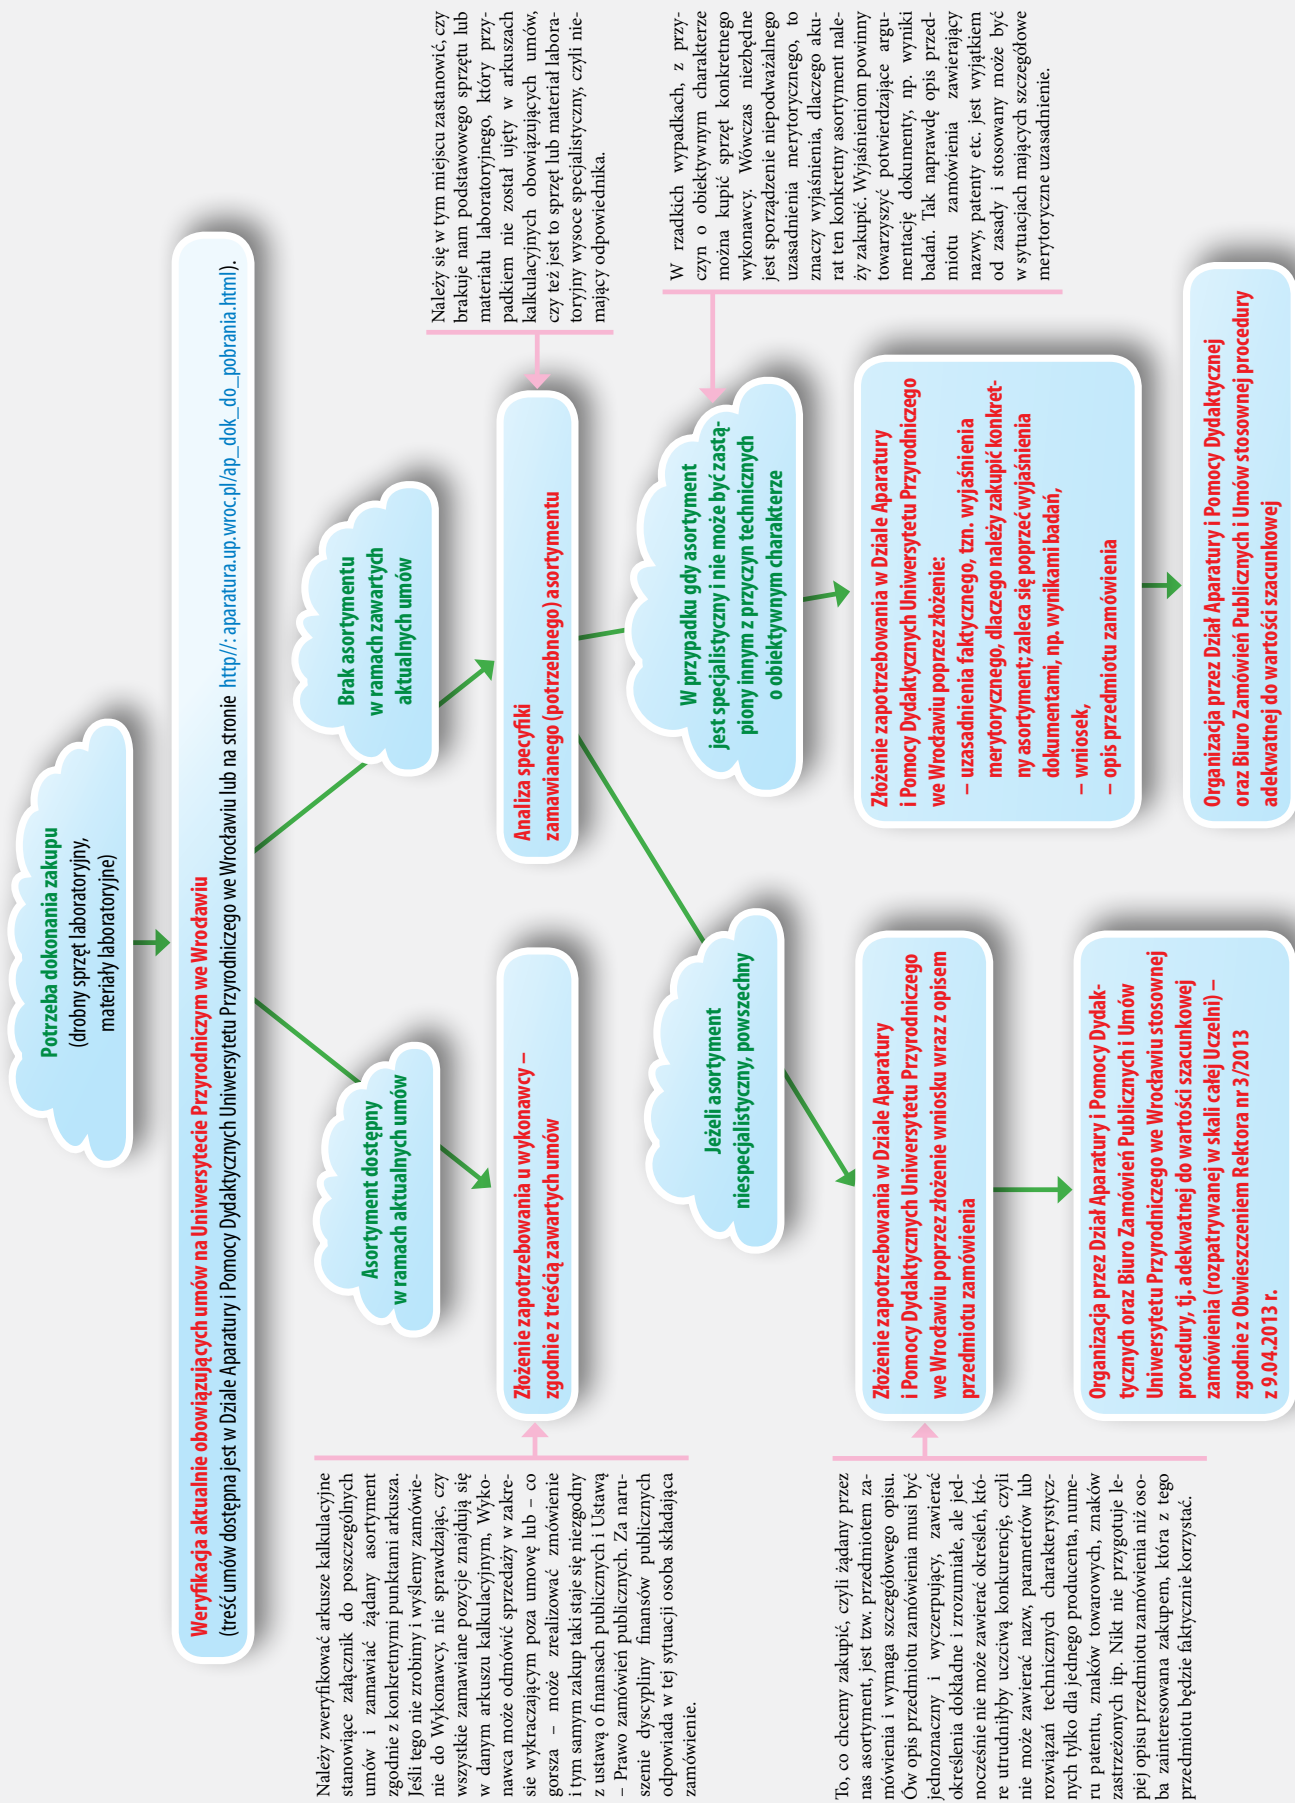 Potrzeba dokonania zakupu
(drobny sprzęt laboratoryjny,
materiały laboratoryjne)
Weryfikacja aktualnie obowiązujących umów na Uniwersytecie Przyrodniczym we Wrocławiu
(treść umów dostępna jest w Dziale Aparatury i Pomocy Dydaktycznych Uniwersytetu Przyrodniczego we Wrocławiu lub na stronie http//: aparatura.up.wroc.pl/ap_dok_do_pobrania.html).
Należy zweryfikować arkusze kalkulacyjne
stanowiące załącznik do poszczególnych
umów i zamawiać żądany asortyment
zgodnie z konkretnymi punktami arkusza.
Jeśli tego nie zrobimy i wyślemy zamówie-
nie do Wykonawcy, nie sprawdzając, czy
wszystkie zamawiane pozycje znajdują się
w danym arkuszu kalkulacyjnym, Wyko-
nawca może odmówić sprzedaży w zakre-
sie wykraczającym poza umowę lub – co
gorsza – może zrealizować zmówienie
i tym samym zakup taki staje się niezgodny
z ustawą o finansach publicznych i Ustawą
– Prawo zamówień publicznych. Za naru-
szenie dyscypliny finansów publicznych
odpowiada w tej sytuacji osoba składająca
zamówienie.
Asortyment dostępny
w ramach aktualnych umów
Złożenie zapotrzebowania u wykonawcy –
zgodnie z treścią zawartych umów
Brak asortymentu
w ramach zawartych
aktualnych umów
Analiza specyfiki
zamawianego (potrzebnego) asortymentu
Należy się w tym miejscu zastanowić, czy
brakuje nam podstawowego sprzętu lub
materiału laboratoryjnego, który przy-
padkiem nie został ujęty w arkuszach
kalkulacyjnych obowiązujących umów,
czy też jest to sprzęt lub materiał labora-
toryjny wysoce specjalistyczny, czyli nie-
mający odpowiednika.
Jeżeli asortyment
niespecjalistyczny, powszechny
W przypadku gdy asortyment
jest specjalistyczny i nie może być zastą-
piony innym z przyczyn technicznych
o obiektywnym charakterze
W rzadkich wypadkach, z przy-
czyn o obiektywnym charakterze
można kupić sprzęt konkretnego
wykonawcy. Wówczas niezbędne
jest sporządzenie niepodważalnego
uzasadnienia merytorycznego, to
znaczy wyjaśnienia, dlaczego aku-
rat ten konkretny asortyment nale-
ży zakupić. Wyjaśnieniom powinny
towarzyszyć potwierdzające argu-
mentację dokumenty, np. wyniki
badań. Tak naprawdę opis przed-
miotu zamówienia zawierający
nazwy, patenty etc. jest wyjątkiem
od zasady i stosowany może być
w sytuacjach mających szczegółowe
merytoryczne uzasadnienie.
To, co chcemy zakupić, czyli żądany przez
nas asortyment, jest tzw. przedmiotem za-
mówienia i wymaga szczegółowego opisu.
Ów opis przedmiotu zamówienia musi być
jednoznaczny i wyczerpujący, zawierać
określenia dokładne i zrozumiałe, ale jed-
nocześnie nie może zawierać określeń, któ-
re utrudniłyby uczciwą konkurencję, czyli
nie może zawierać nazw, parametrów lub
rozwiązań technicznych charakterystycz-
nych tylko dla jednego producenta, nume-
ru patentu, znaków towarowych, znaków
zastrzeżonych itp. Nikt nie przygotuje le-
piej opisu przedmiotu zamówienia niż oso-
ba zainteresowana zakupem, która z tego
przedmiotu będzie faktycznie korzystać.
Złożenie zapotrzebowania w Dziale Aparatury
i Pomocy Dydaktycznych Uniwersytetu Przyrodniczego
we Wrocławiu poprzez złożenie wniosku wraz z opisem
przedmiotu zamówienia
Organizacja przez Dział Aparatury i Pomocy Dydak-
tycznych oraz Biuro Zamówień Publicznych i Umów
Uniwersytetu Przyrodniczego we Wrocławiu stosownej
procedury, tj. adekwatnej do wartości szacunkowej
zamówienia (rozpatrywanej w skali całej Uczelni) –
zgodnie z Obwieszczeniem Rektora nr 3/2013
z 9.04.2013 r.
Złożenie zapotrzebowania w Dziale Aparatury
i Pomocy Dydaktycznych Uniwersytetu Przyrodniczego
we Wrocławiu poprzez złożenie:
– uzasadnienia faktycznego, tzn. wyjaśnienia
merytorycznego, dlaczego należy zakupić konkret-
ny asortyment; zaleca się poprzeć wyjaśnienia
dokumentami, np. wynikami badań,
– wniosek,
– opis przedmiotu zamówienia
Organizacja przez Dział Aparatury i Pomocy Dydaktycznej
oraz Biuro Zamówień Publicznych i Umów stosownej procedury
adekwatnej do wartości szacunkowej